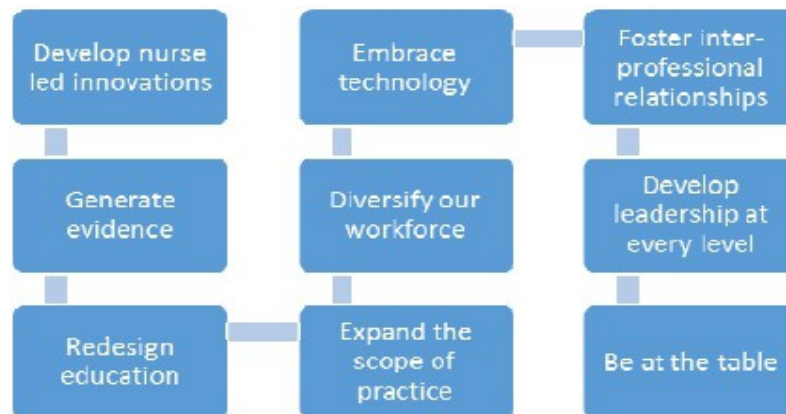 Develop nurse
led innovations
Generate
evidence
Redesign
education
Expand the
scope of
practice
Diversify our
workforce
Embrace
technology
Foster inter-
professional
relationships
Develop
leadership at
every level
Be at the table